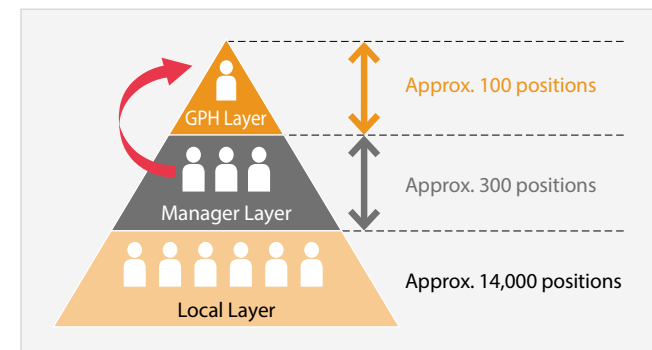 GPH Layer
Approx. 100 positions
Manager Layer
Approx. 300 positions
Local Layer
Approx. 14,000 positions